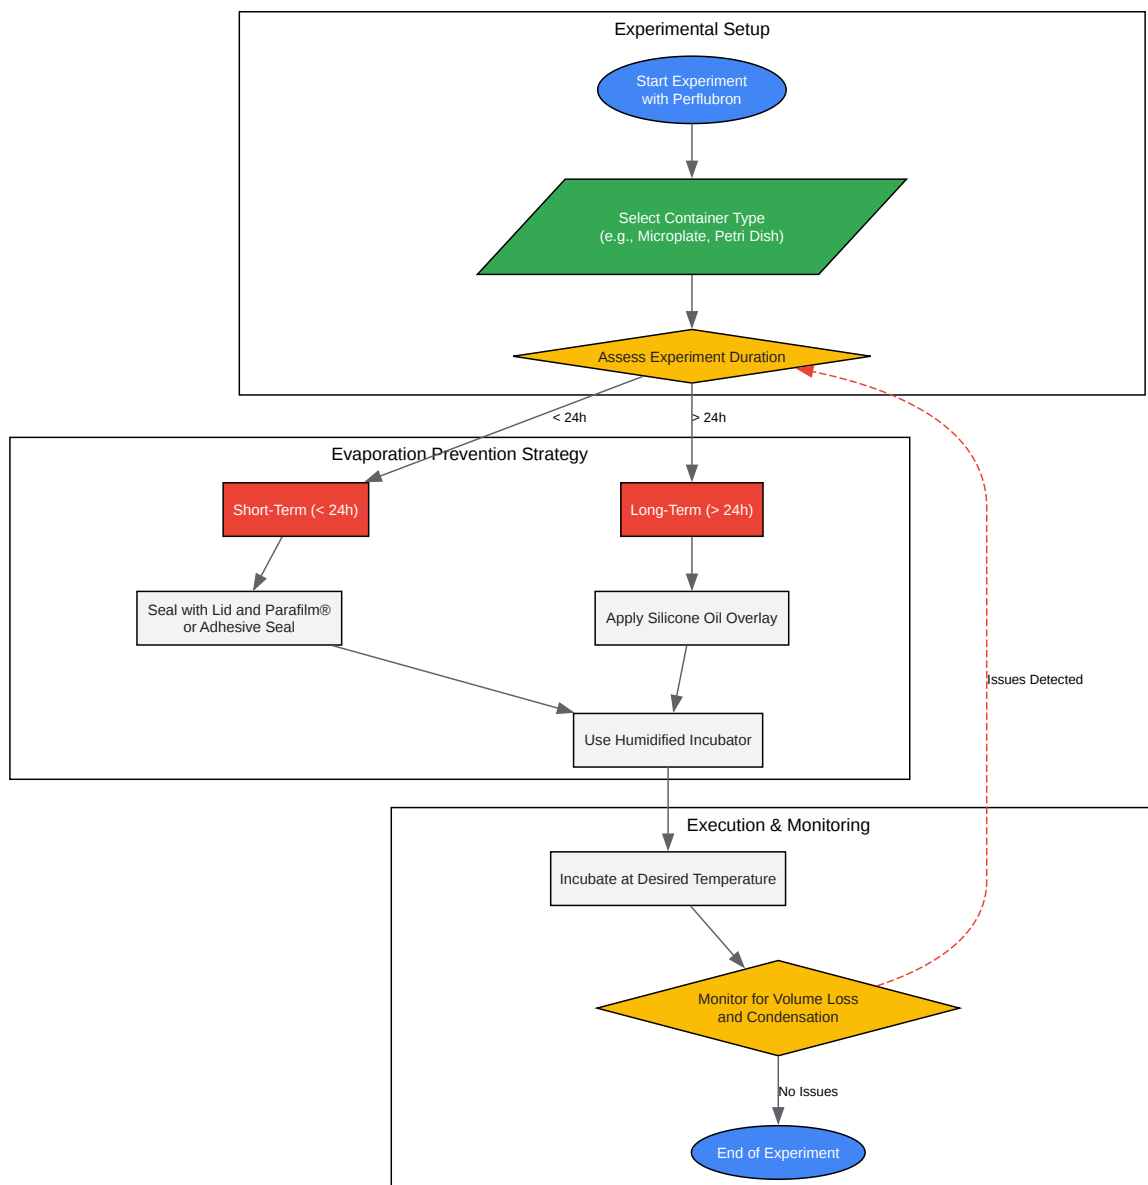 Experimental Setup
Start Experiment
with Perflubron
Select Container Type
(e.g., Microplate, Petri Dish)
Assess Experiment Duration
< 24h
> 24h
Evaporation Prevention Strategy
Short-Term (< 24h)
Long-Term (> 24h)
Seal with Lid and Parafilm®
or Adhesive Seal
Apply Silicone Oil Overlay
Issues Detected
Use Humidified Incubator
Execution & Monitoring
Incubate at Desired Temperature
Monitor for Volume Loss
and Condensation
No Issues
End of Experiment